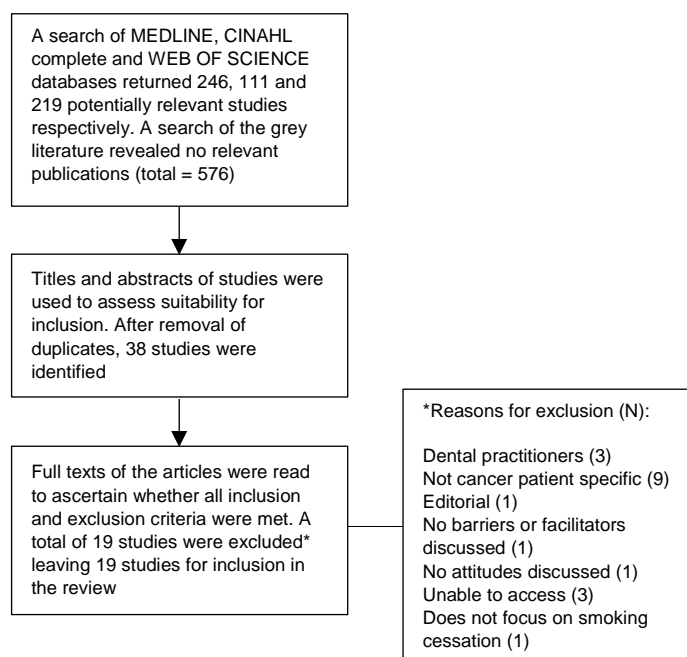 A search of MEDLINE, CINAHL
complete and WEB OF SCIENCE
databases returned 246, 111 and
219 potentially relevant studies
respectively. A search of the grey
literature revealed no relevant
publications (total = 576)
Titles and abstracts of studies were
used to assess suitability for
inclusion. After removal of
duplicates, 38 studies were
identified
Full texts of the articles were read
to ascertain whether all inclusion
and exclusion criteria were met. A
total of 19 studies were excluded*
leaving 19 studies for inclusion in
the review
*Reasons for exclusion (N):
Dental practitioners (3)
Not cancer patient specific (9)
Editorial (1)
No barriers or facilitators
discussed (1)
No attitudes discussed (1)
Unable to access (3)
Does not focus on smoking
cessation (1)